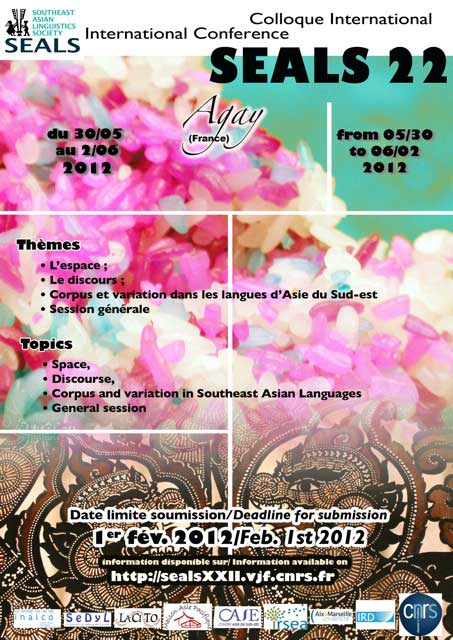 SOUTHEAST
ASIAN
LINGUISTICS
SOCIETY
SEALS
Colloque International
International Conference
SEALS 22
Agay
(France)
du 30/05
au 2/06
2012
from 05/30
to 06/02
2012
Thèmes
• L'espace ;
• Le discours ;
• Corpus et variation dans les langues d'Asie du Sud-est
• Session générale
Topics
• Space,
• Discourse,
• Corpus and variation in Southeast Asian Languages
• General session
Date limite soumission/Deadline for submission
1er fév. 2012/Feb. 1st 2012
information disponible sur/ information available on
http://sealsXXII.vjf.cnrs.fr
inalco
SeDyL
LACITO
CASE
irsea
Aix-Marseille
IRD
cnrs